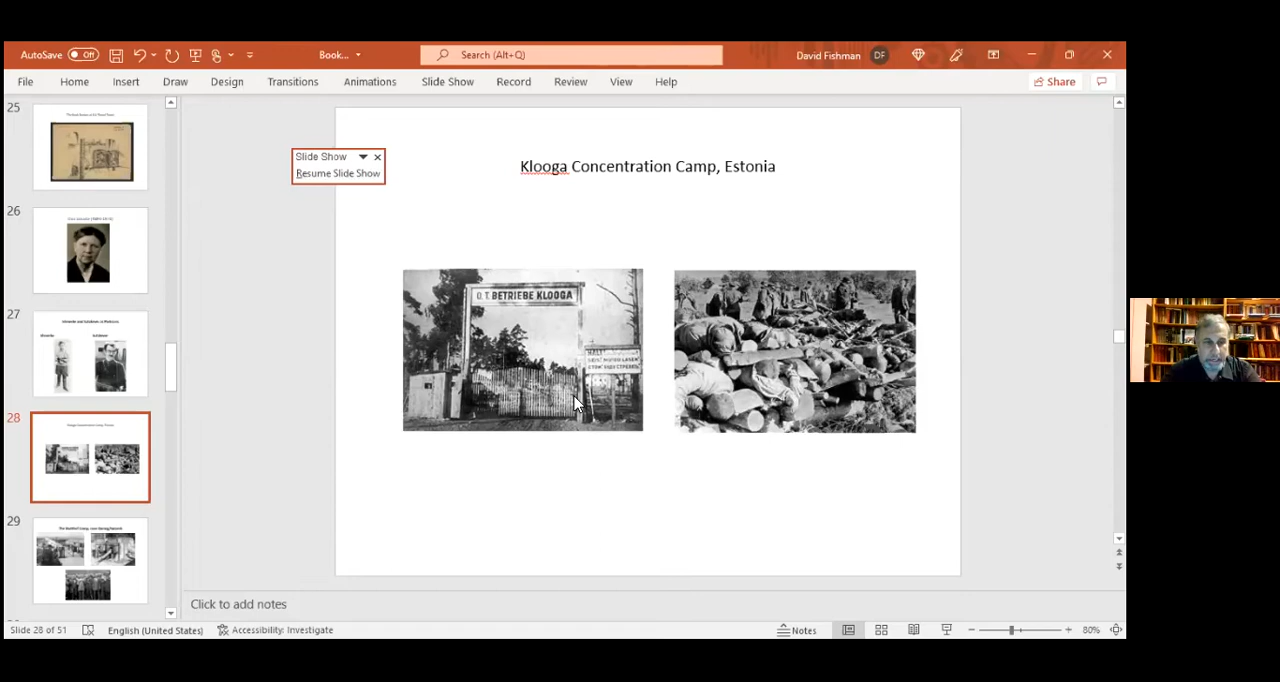 AutoSave Off Book... Search (Alt+Q) David Fishman DF
File Home Insert Draw Design Transitions Animations Slide Show Record Review View Help Share
25
26
27
28
29
Slide Show
Resume Slide Show
Klooga Concentration Camp, Estonia
O.T. BETRIEBE KLOOGA
Click to add notes
Slide 28 of 51 English (United States) Accessibility: Investigate Notes 80%